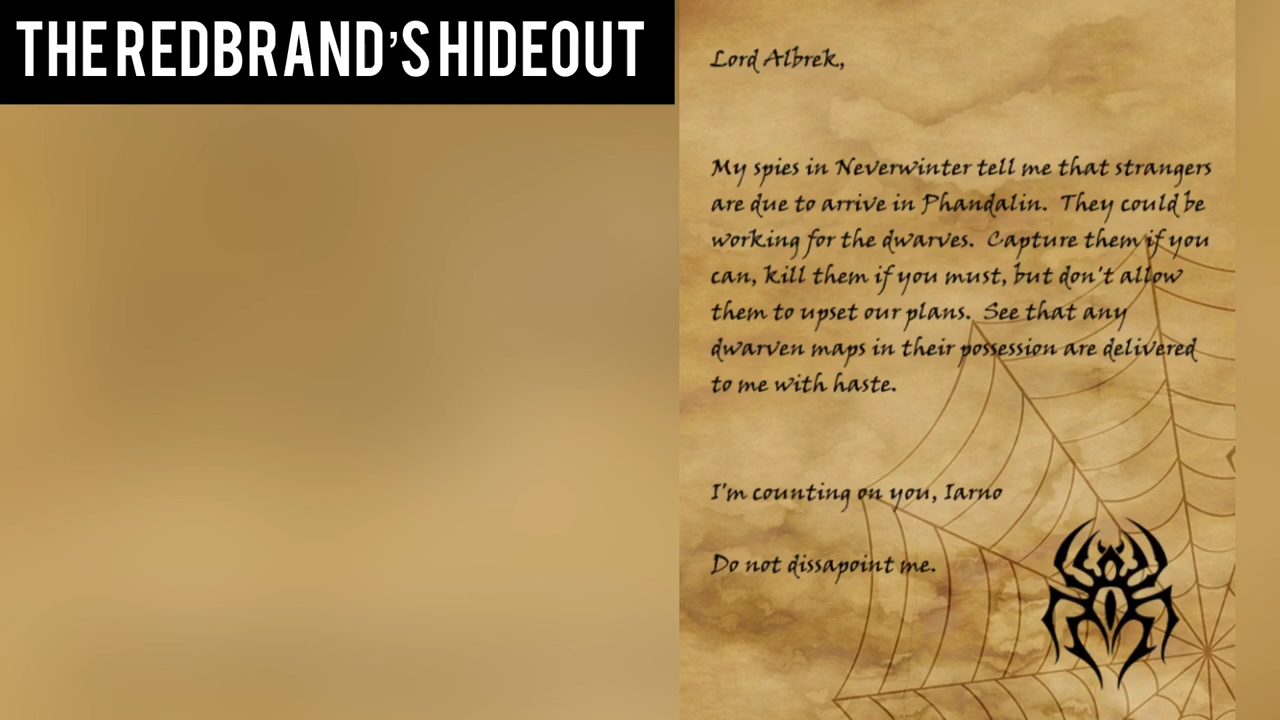 THE REDBRAND'S HIDEOUT
Lord Albrek,
My spies in Neverwinter tell me that strangers
are due to arrive in Phandalin. They could be
working for the dwarves. Capture them if you
can, kill them if you must, but don't allow
them to upset our plans. See that any
dwarven maps in their possession are delivered
to me with haste.
I'm counting on you, Iarno
Do not dissapoint me.